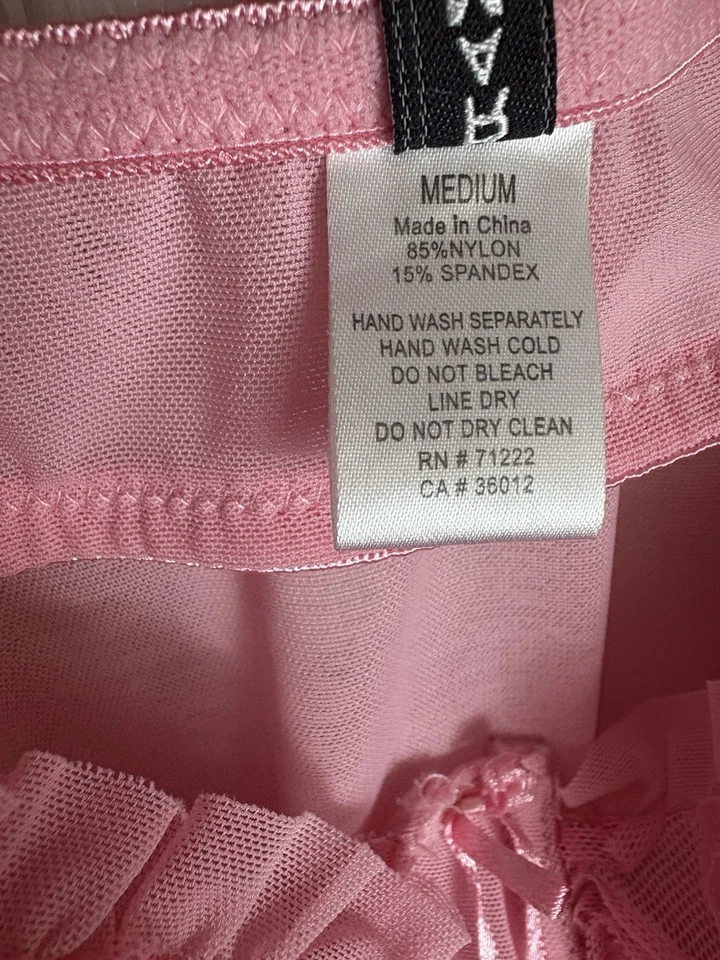 MEDIUM
Made in China
85%NYLON
15% SPANDEX
HAND WASH SEPARATELY
HAND WASH COLD
DO NOT BLEACH
LINE DRY
DO NOT DRY CLEAN
RN # 71222
CA # 36012